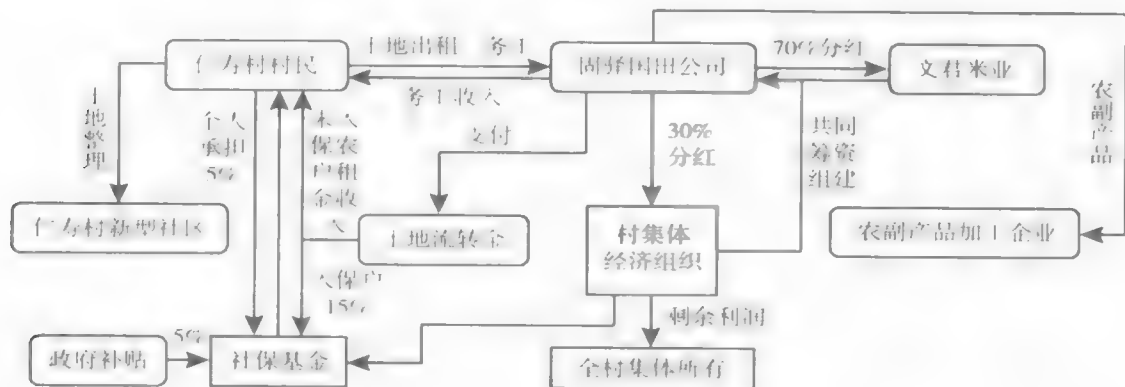 仁寿村村民
土地出租 务工
固驿国田公司
70%分红
文君米业
务工收入
土地整理
个人承担5%
未入保农户租金收入
支付
30%
分红
共同
筹资
组建
农副产品
仁寿村新型社区
土地流转金
村集体
经济组织
农副产品加工企业
入保户
15%
剩余利润
政府补贴
5%
社保基金
全村集体所有